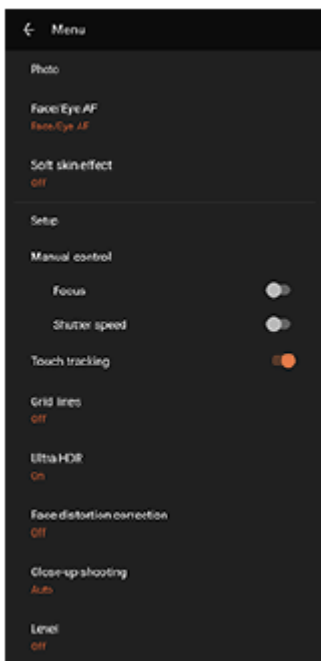 Menu
Photo
Face/Eye AF
Face/Eye AF
Soft skin effect
Off
Setup
Manual control
Focus
Shutter speed
Touch tracking
Grid lines
Off
Ultra HDR
On
Face distortion correction
Off
Close-up shooting
Auto
Level
Off